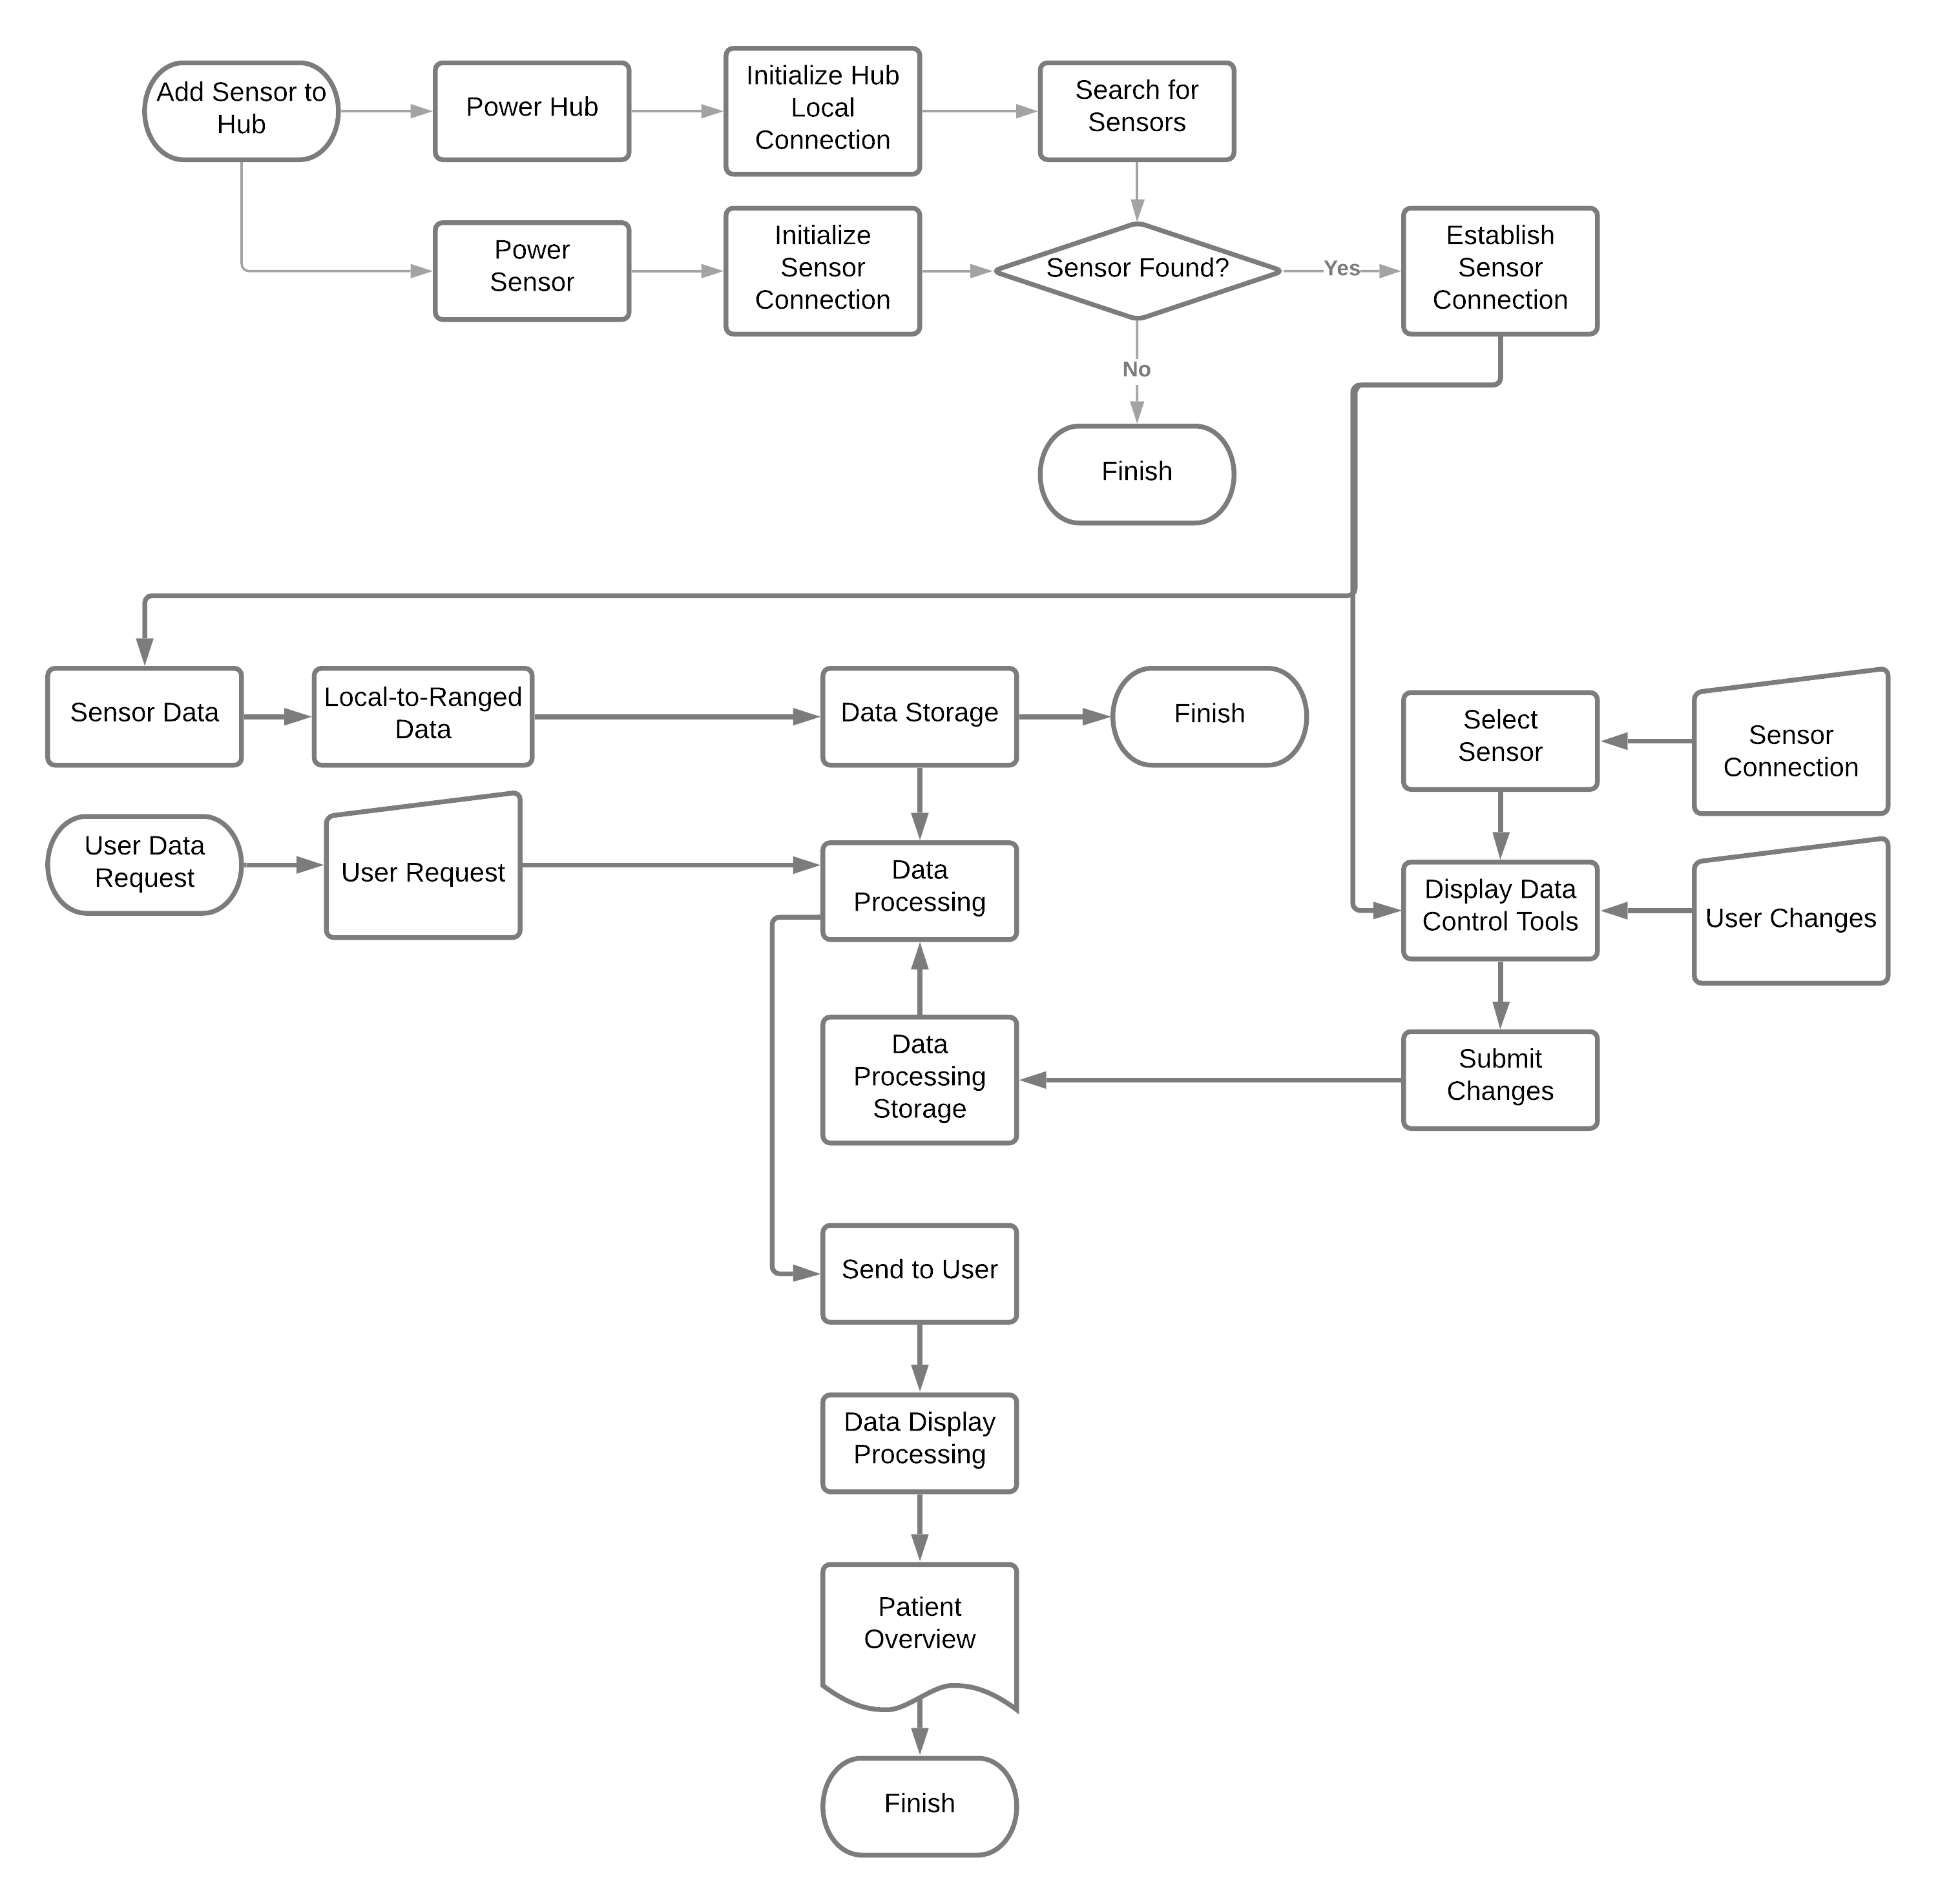 Add Sensor to
Hub
Power Hub
Initialize Hub
Local
Connection
Search for
Sensors
Power
Sensor
Initialize
Sensor
Connection
Sensor Found?
Yes
Establish
Sensor
Connection
No
Finish
Sensor Data
Local-to-Ranged
Data
Data Storage
Finish
Select
Sensor
Sensor
Connection
User Data
Request
User Request
Data
Processing
Display Data
Control Tools
User Changes
Data
Processing
Storage
Submit
Changes
Send to User
Data Display
Processing
Patient
Overview
Finish